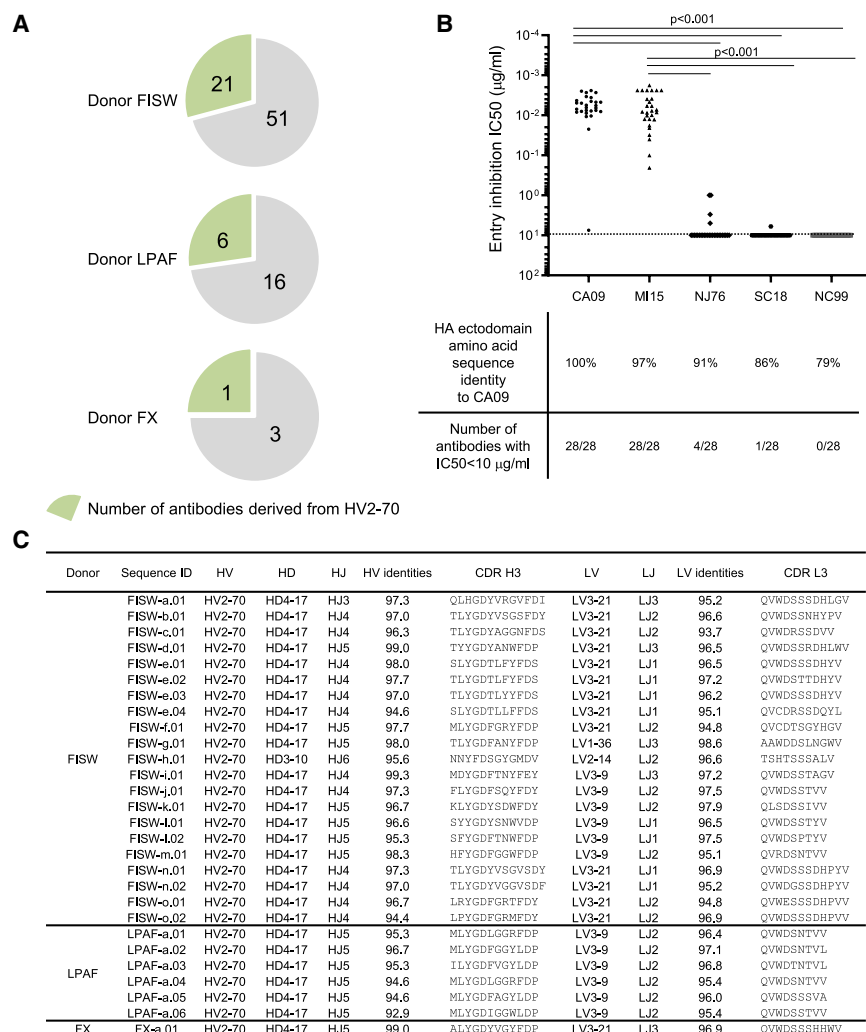 A
Donor FISW
21
51
Donor LPAF
6
16
Donor FX
1
3
Number of antibodies derived from HV2-70
B
Entry inhibition IC50 (µg/ml)
10-4
10-3
10-2
10-1
100
101
102
p<0.001
p<0.001
CA09 MI15 NJ76 SC18 NC99
HA ectodomain amino acid sequence identity to CA09 100% 97% 91% 86% 79%
Number of antibodies with IC50<10 µg/ml 28/28 28/28 4/28 1/28 0/28
C
Donor Sequence ID HV HD HJ HV identities CDR H3 LV LJ LV identities CDR L3
FISW
FISW-a.01 HV2-70 HD4-17 HJ3 97.3 QLHGDYVRGVFDI LV3-21 LJ3 95.2 QVWDSSSDHLGV
FISW-b.01 HV2-70 HD4-17 HJ4 97.0 TLYGDYVSGSFDY LV3-21 LJ2 96.6 QVWDSSNHYPV
FISW-c.01 HV2-70 HD4-17 HJ4 96.3 TLYGDYAGGNFDS LV3-21 LJ2 93.7 QVWDRSSDVV
FISW-d.01 HV2-70 HD4-17 HJ5 99.0 TYYGDYANWFDP LV3-21 LJ3 96.5 QVWDSSRDHLWV
FISW-e.01 HV2-70 HD4-17 HJ4 98.0 SLYGDTLFYFDS LV3-21 LJ1 96.5 QVWDSSSDHYV
FISW-e.02 HV2-70 HD4-17 HJ4 97.7 TLYGDTLYYFDS LV3-21 LJ1 97.2 QVWDSTTDHYV
FISW-e.03 HV2-70 HD4-17 HJ4 97.0 TLYGDTLYYFDS LV3-21 LJ1 96.2 QVWDSSSDHYV
FISW-e.04 HV2-70 HD4-17 HJ4 94.6 SLYGDTLLFFDS LV3-21 LJ1 95.1 QVCDRSSDQYL
FISW-f.01 HV2-70 HD4-17 HJ5 97.7 MLYGDFGRYFDP LV3-21 LJ2 94.8 QVCDTSGYHGV
FISW-g.01 HV2-70 HD4-17 HJ5 98.0 TLYGDFANYFDP LV1-36 LJ3 98.6 AAWDDSLNGWV
FISW-h.01 HV2-70 HD3-10 HJ6 95.6 NNYFDSGYGMDV LV2-14 LJ2 96.6 TSHTSSSALV
FISW-i.01 HV2-70 HD4-17 HJ4 99.3 MDYGDFTNYFEY LV3-9 LJ3 97.2 QVWDSSTAGV
FISW-j.01 HV2-70 HD4-17 HJ4 97.3 FLYGDFSQYFDY LV3-9 LJ2 97.5 QVWDSSTVV
FISW-k.01 HV2-70 HD4-17 HJ5 96.7 KLYGDYSDWFDY LV3-9 LJ2 97.9 QLSDSSIVV
FISW-l.01 HV2-70 HD4-17 HJ5 96.6 SYYGDYSNWVDP LV3-9 LJ1 96.5 QVWDSSTYV
FISW-l.02 HV2-70 HD4-17 HJ5 95.3 SFYGDFTNWFDP LV3-9 LJ1 97.5 QVWDSPTYV
FISW-m.01 HV2-70 HD4-17 HJ5 98.3 HFYGDFGGWFDP LV3-9 LJ2 95.1 QVRDSNTVV
FISW-n.01 HV2-70 HD4-17 HJ4 97.3 TLYGDYVSGVSDY LV3-21 LJ1 96.9 QVWDSSSDHPYV
FISW-n.02 HV2-70 HD4-17 HJ4 97.0 TLYGDYVGGVSDF LV3-21 LJ1 95.2 QVWDGSSDHPYV
FISW-o.01 HV2-70 HD4-17 HJ4 96.7 LRYGDFGRTFDY LV3-21 LJ2 94.8 QVWESSSDHPVV
FISW-o.02 HV2-70 HD4-17 HJ4 94.4 LPYGDFGRMFDY LV3-21 LJ2 96.9 QVWDSSSDHPVV
LPAF
LPAF-a.01 HV2-70 HD4-17 HJ5 95.3 MLYGDLGGRFDP LV3-9 LJ2 96.4 QVWDSNTVV
LPAF-a.02 HV2-70 HD4-17 HJ5 96.7 MLYGDFGGYLDP LV3-9 LJ2 97.1 QVWDSNTVL
LPAF-a.03 HV2-70 HD4-17 HJ5 95.3 ILYGDFVGYLDP LV3-9 LJ2 96.8 QVWDTNTVL
LPAF-a.04 HV2-70 HD4-17 HJ5 94.6 MLYGDLGGRFDP LV3-9 LJ2 95.4 QVWDSNTVV
LPAF-a.05 HV2-70 HD4-17 HJ5 94.6 MLYGDFAGYLDP LV3-9 LJ2 96.0 QVWDSSSVA
LPAF-a.06 HV2-70 HD4-17 HJ5 92.9 MLYGDIGGWLDP LV3-9 LJ2 95.4 QVWDSSTVV
FX FX-a.01 HV2-70 HD4-17 HJ5 99.0 ALYGDYVGYFDP LV3-21 LJ3 96.9 QVWDSSSHHWV